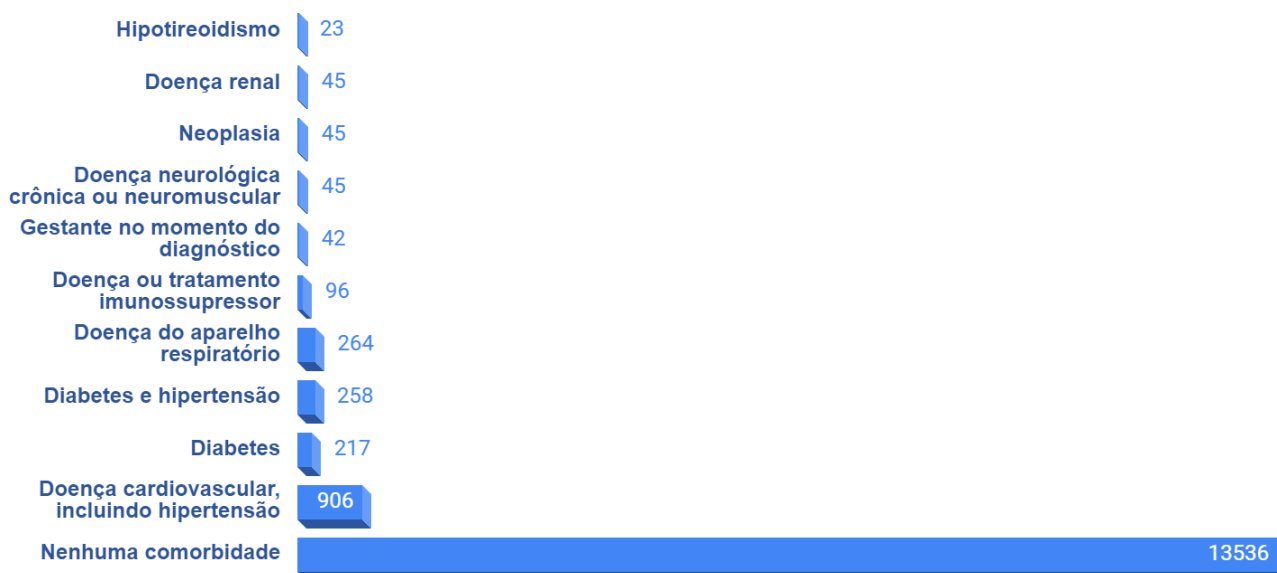 Hipotireoidismo 23
Doença renal 45
Neoplasia 45
Doença neurológica
crônica ou neuromuscular 45
Gestante no momento do
diagnóstico 42
Doença ou tratamento
imunossupressor 96
Doença do aparelho
respiratório 264
Diabetes e hipertensão 258
Diabetes 217
Doença cardiovascular,
incluindo hipertensão 906
Nenhuma comorbidade 13536